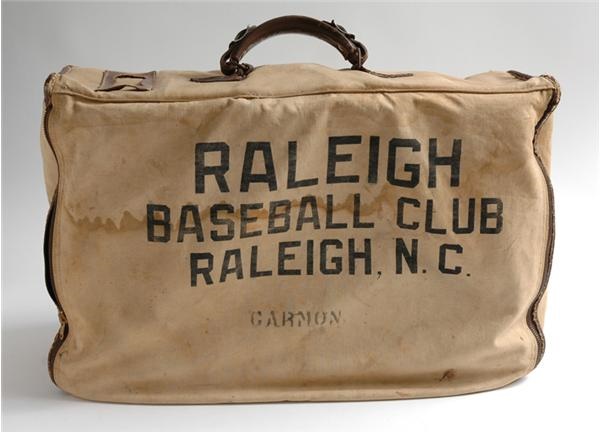 RALEIGH
BASEBALL CLUB
RALEIGH, N. C.
GARMON